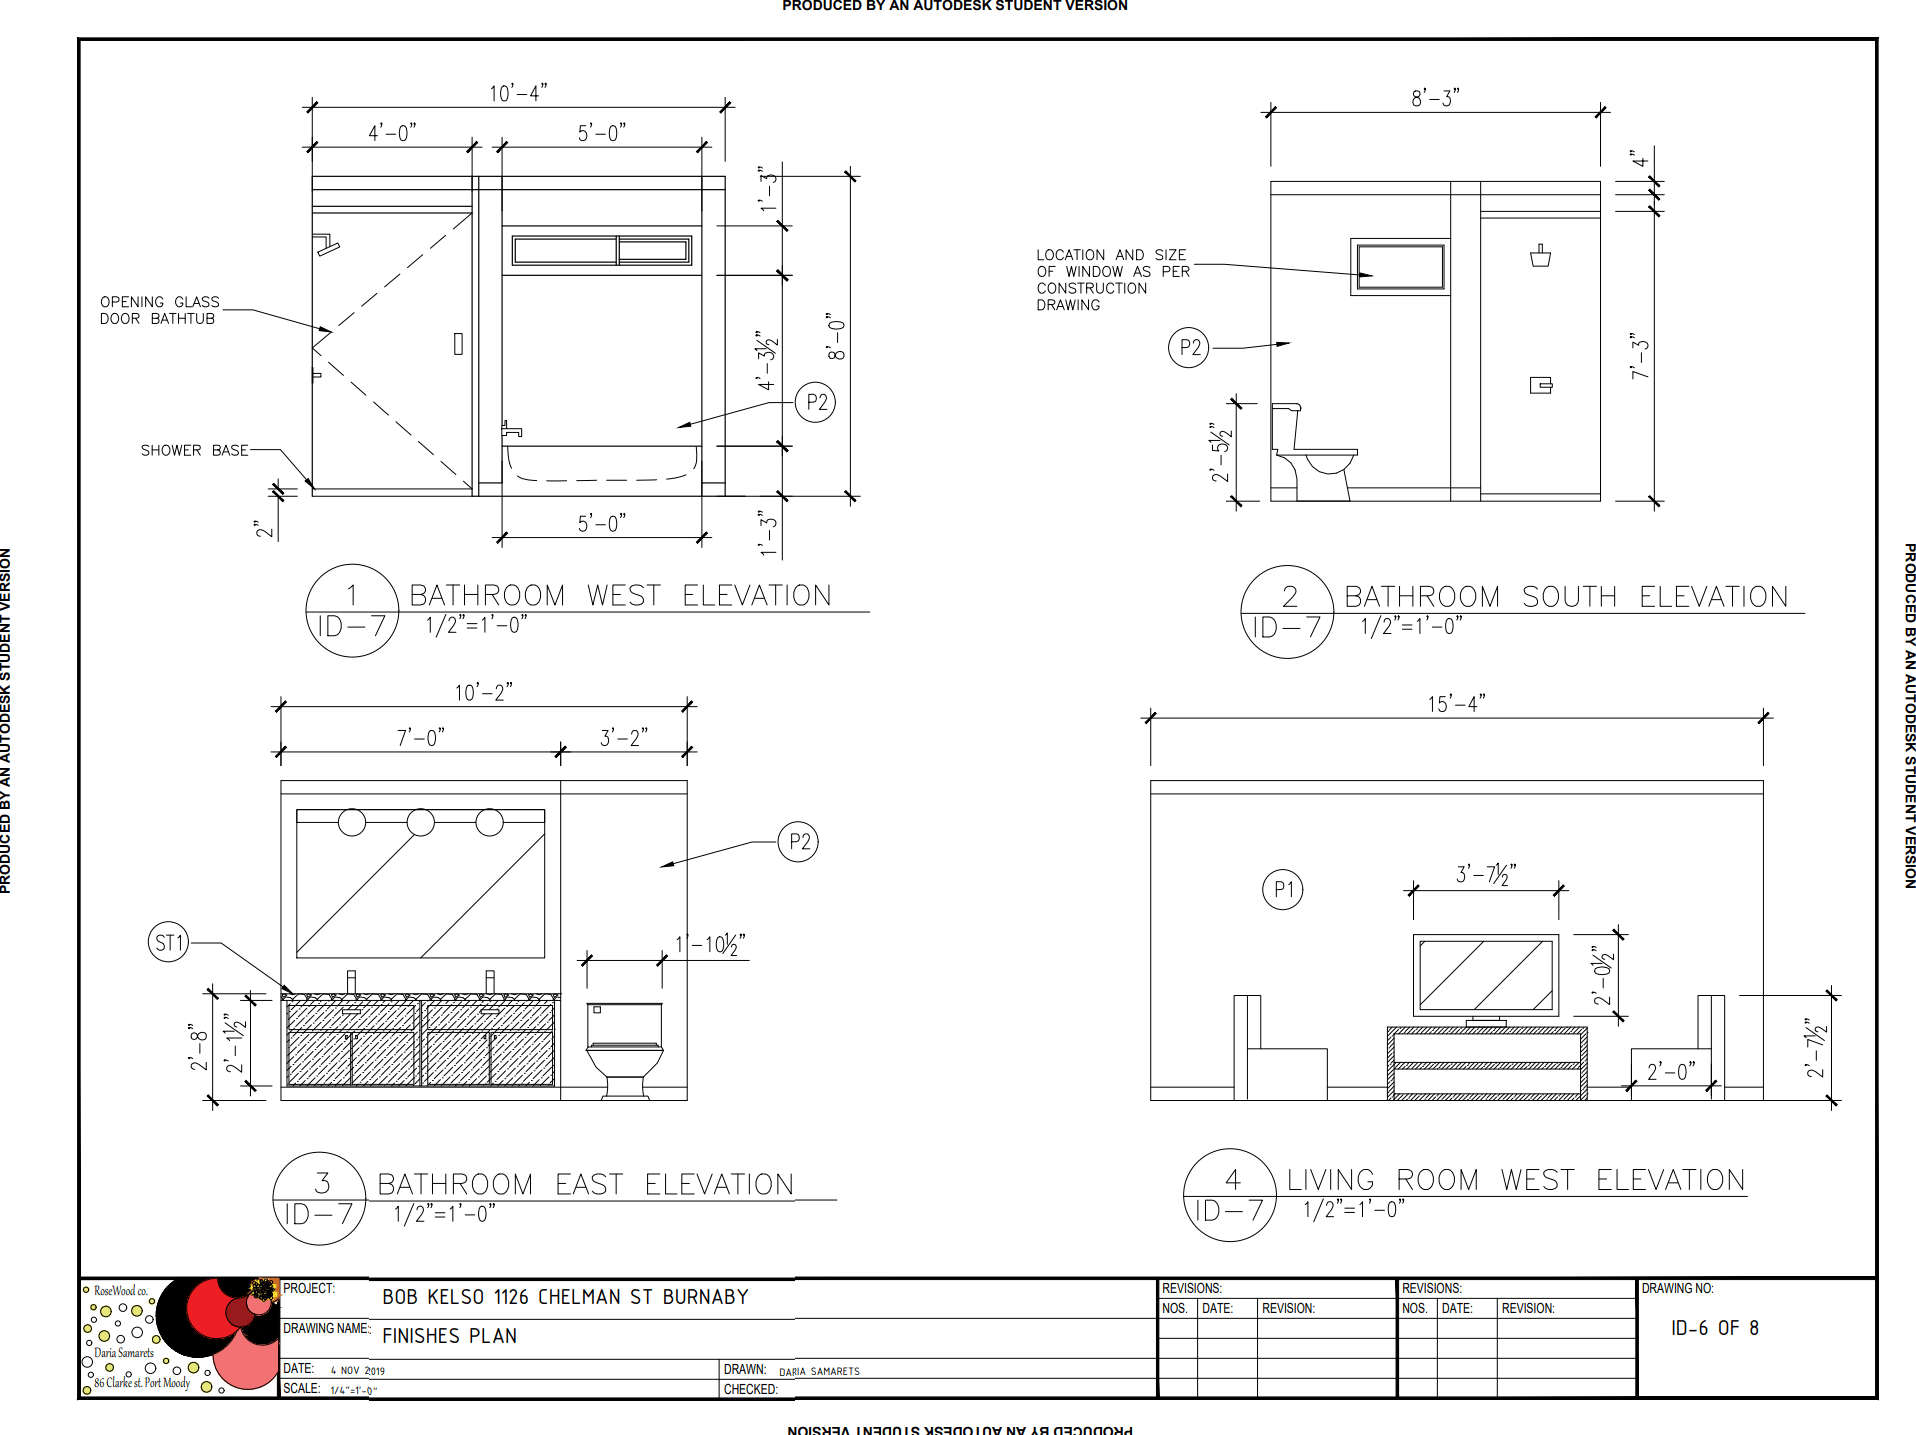 PRODUCED BY AN AUTODESK STUDENT VERSION
10'-4"
4'-0"
5'-0"
1'-3"
4'-3½"
8'-0"
OPENING GLASS
DOOR BATHTUB
P2
SHOWER BASE
2"
5'-0"
1'-3"
1
ID-7
BATHROOM WEST ELEVATION
1/2"=1'-0"
8'-3"
4"
LOCATION AND SIZE
OF WINDOW AS PER
CONSTRUCTION
DRAWING
P2
7'-3"
2'-5½"
2
ID-7
BATHROOM SOUTH ELEVATION
1/2"=1'-0"
10'-2"
7'-0"
3'-2"
P2
ST1
1'-10½"
2'-8"
2'-1½"
3
ID-7
BATHROOM EAST ELEVATION
1/2"=1'-0"
15'-4"
P1
3'-7½"
2'-0½"
2'-0"
2'-7½"
4
ID-7
LIVING ROOM WEST ELEVATION
1/2"=1'-0"
PRODUCED BY AN AUTODESK STUDENT VERSION
PRODUCED BY AN AUTODESK STUDENT VERSION
RoseWood co.
Daria Samarets
86 Clarke st. Port Moody
PROJECT:
BOB KELSO 1126 CHELMAN ST BURNABY
DRAWING NAME:
FINISHES PLAN
DATE: 4 NOV 2019
DRAWN: DARIA SAMARETS
SCALE: 1/4"=1'-0"
CHECKED:
REVISIONS:
NOS. DATE: REVISION:
REVISIONS:
NOS. DATE: REVISION:
DRAWING NO:
ID-6 OF 8
PRODUCED BY AN AUTODESK STUDENT VERSION